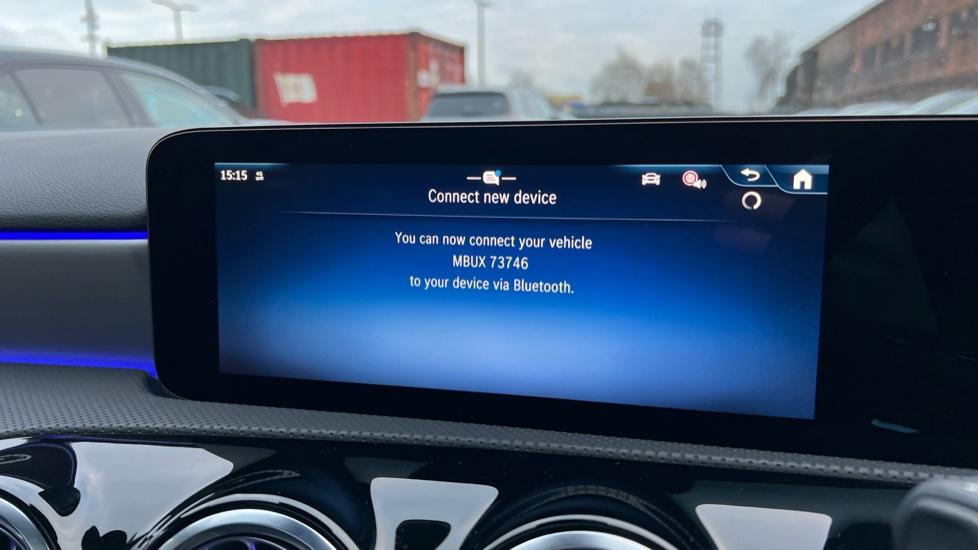 15:15
Connect new device
You can now connect your vehicle
MBUX 73746
to your device via Bluetooth.